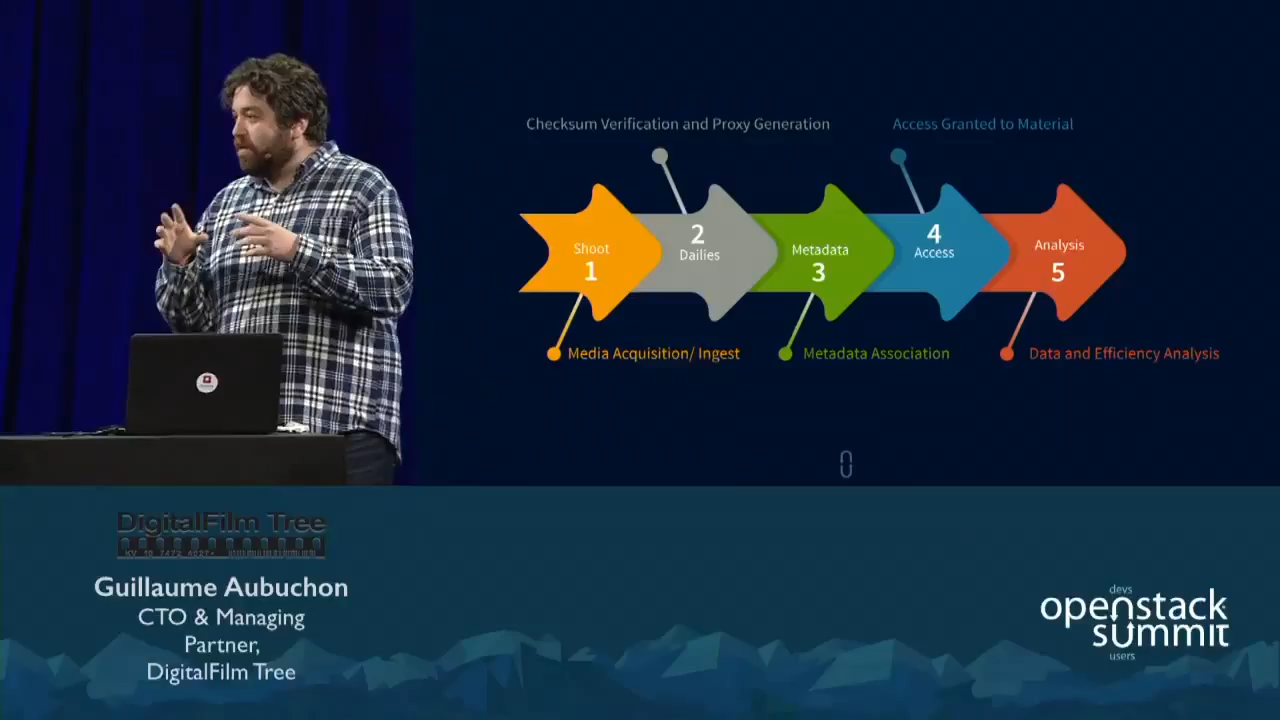 Checksum Verification and Proxy Generation
Access Granted to Material
Shoot
1
2
Dailies
Metadata
3
4
Access
Analysis
5
Media Acquisition/ Ingest
Metadata Association
Data and Efficiency Analysis
DigitalFilm Tree
Guillaume Aubuchon
CTO & Managing
Partner,
DigitalFilm Tree
devs
openstack
summit
users